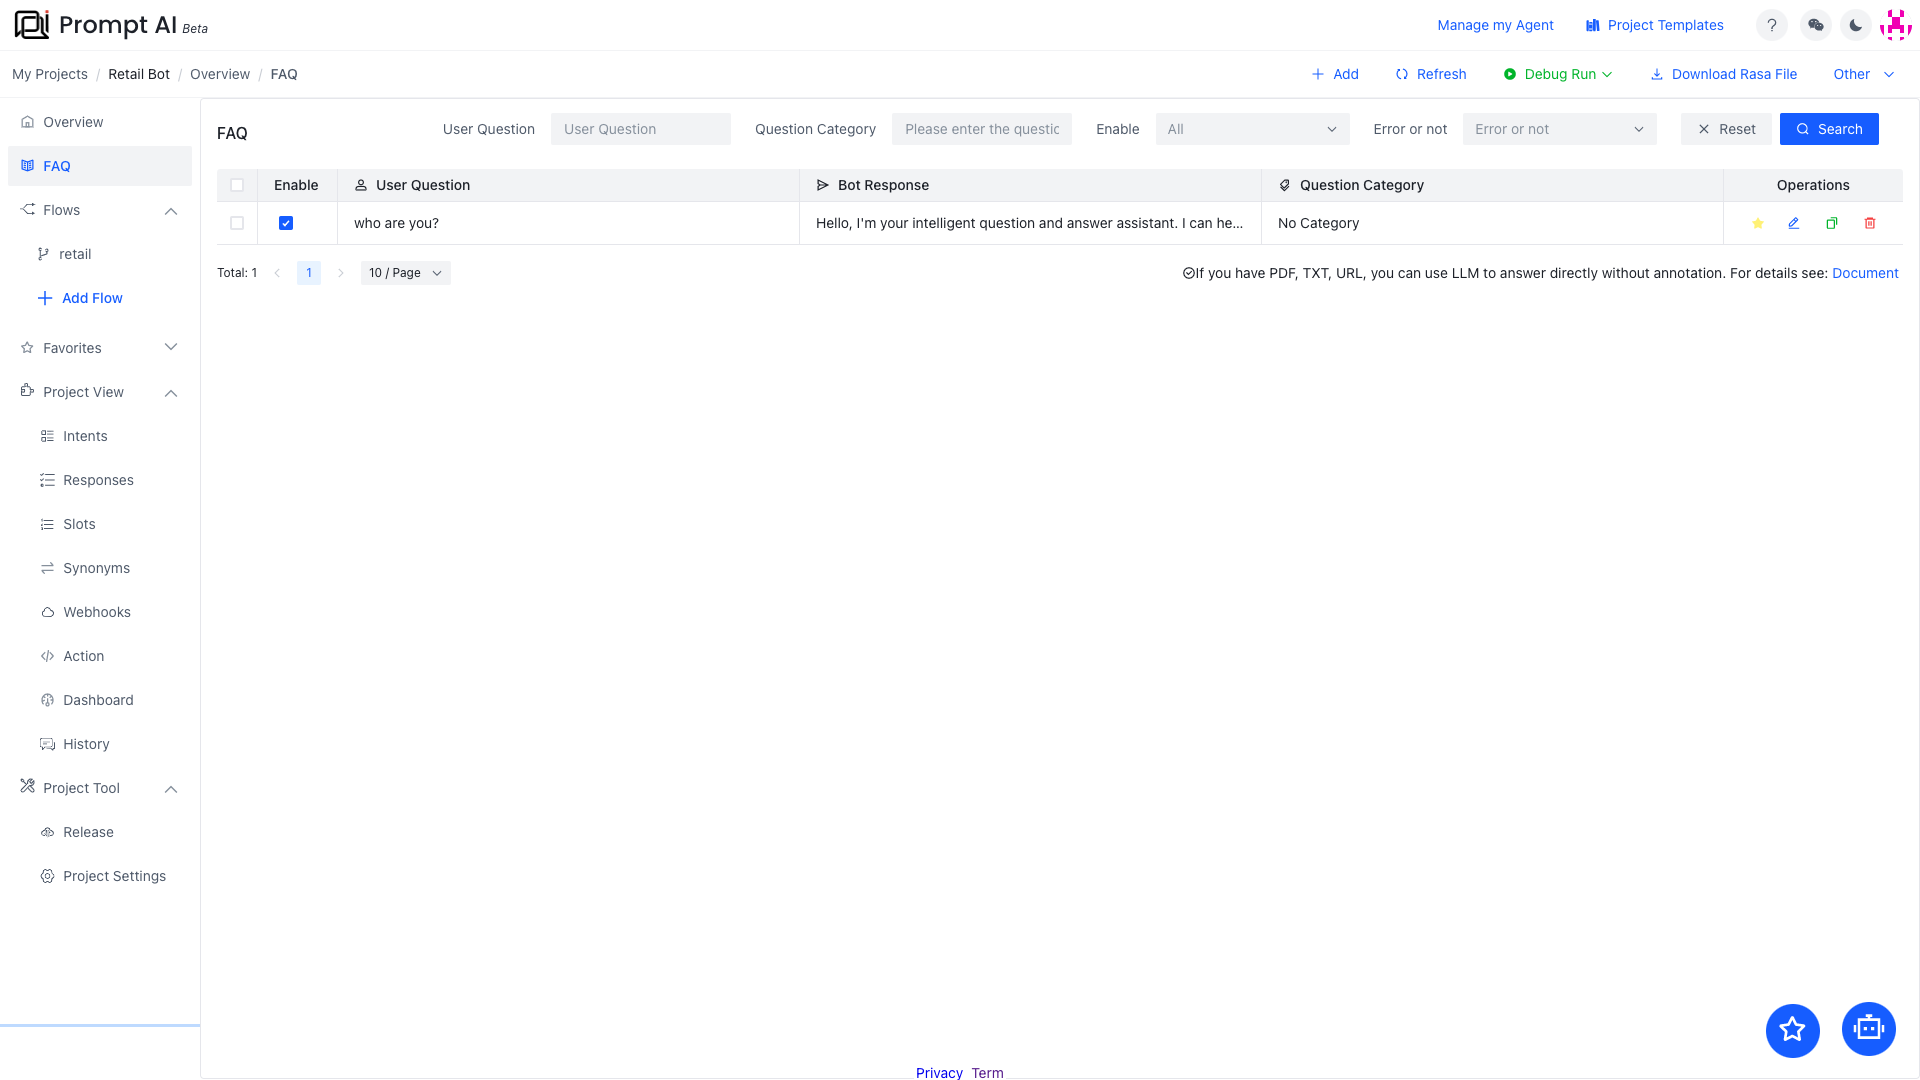 Prompt AI Beta
Manage my Agent Project Templates
My Projects / Retail Bot / Overview / FAQ
Add Refresh Debug Run Download Rasa File Other
Overview
FAQ
Flows
retail
Add Flow
Favorites
Project View
Intents
Responses
Slots
Synonyms
Webhooks
Action
Dashboard
History
Project Tool
Release
Project Settings
FAQ User Question User Question Question Category Please enter the questic Enable All Error or not Error or not Reset Search
Enable User Question Bot Response Question Category Operations
who are you? Hello, I'm your intelligent question and answer assistant. I can he... No Category
Total: 1 1 10 / Page If you have PDF, TXT, URL, you can use LLM to answer directly without annotation. For details see: Document
Privacy Term